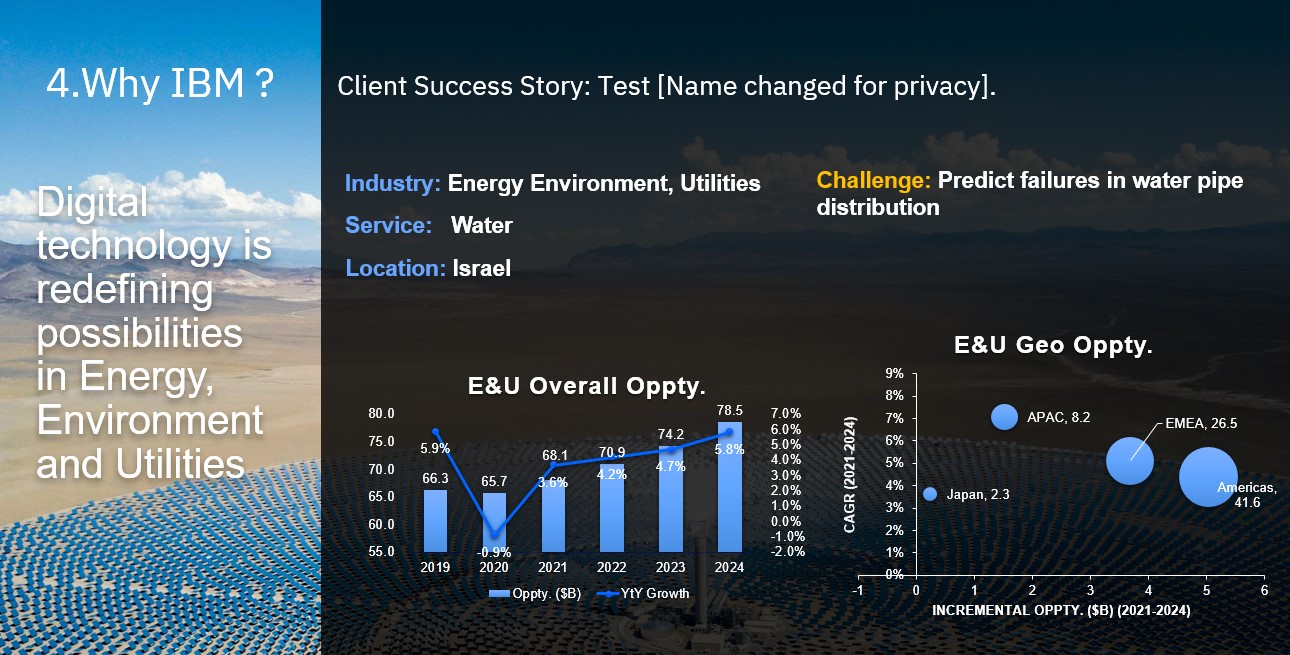 4.Why IBM ?
Digital
technology is
redefining
possibilities
in Energy,
Environment
and Utilities
Client Success Story: Test [Name changed for privacy].
Industry: Energy Environment, Utilities
Service: Water
Location: Israel
Challenge: Predict failures in water pipe
distribution
E&U Overall Oppty.
80.0
75.0
70.0
65.0
60.0
55.0
66.3
65.7
68.1
70.9
74.2
78.5
5.9%
-0.9%
3.6%
4.2%
4.7%
5.8%
7.0%
6.0%
5.0%
4.0%
3.0%
2.0%
1.0%
0.0%
-1.0%
-2.0%
2019 2020 2021 2022 2023 2024
Oppty. ($B) YtY Growth
E&U Geo Oppty.
CAGR (2021-2024)
9%
8%
7%
6%
5%
4%
3%
2%
1%
0%
APAC, 8.2
EMEA, 26.5
Japan, 2.3
Americas,
41.6
-1 0 1 2 3 4 5 6
INCREMENTAL OPPTY. ($B) (2021-2024)